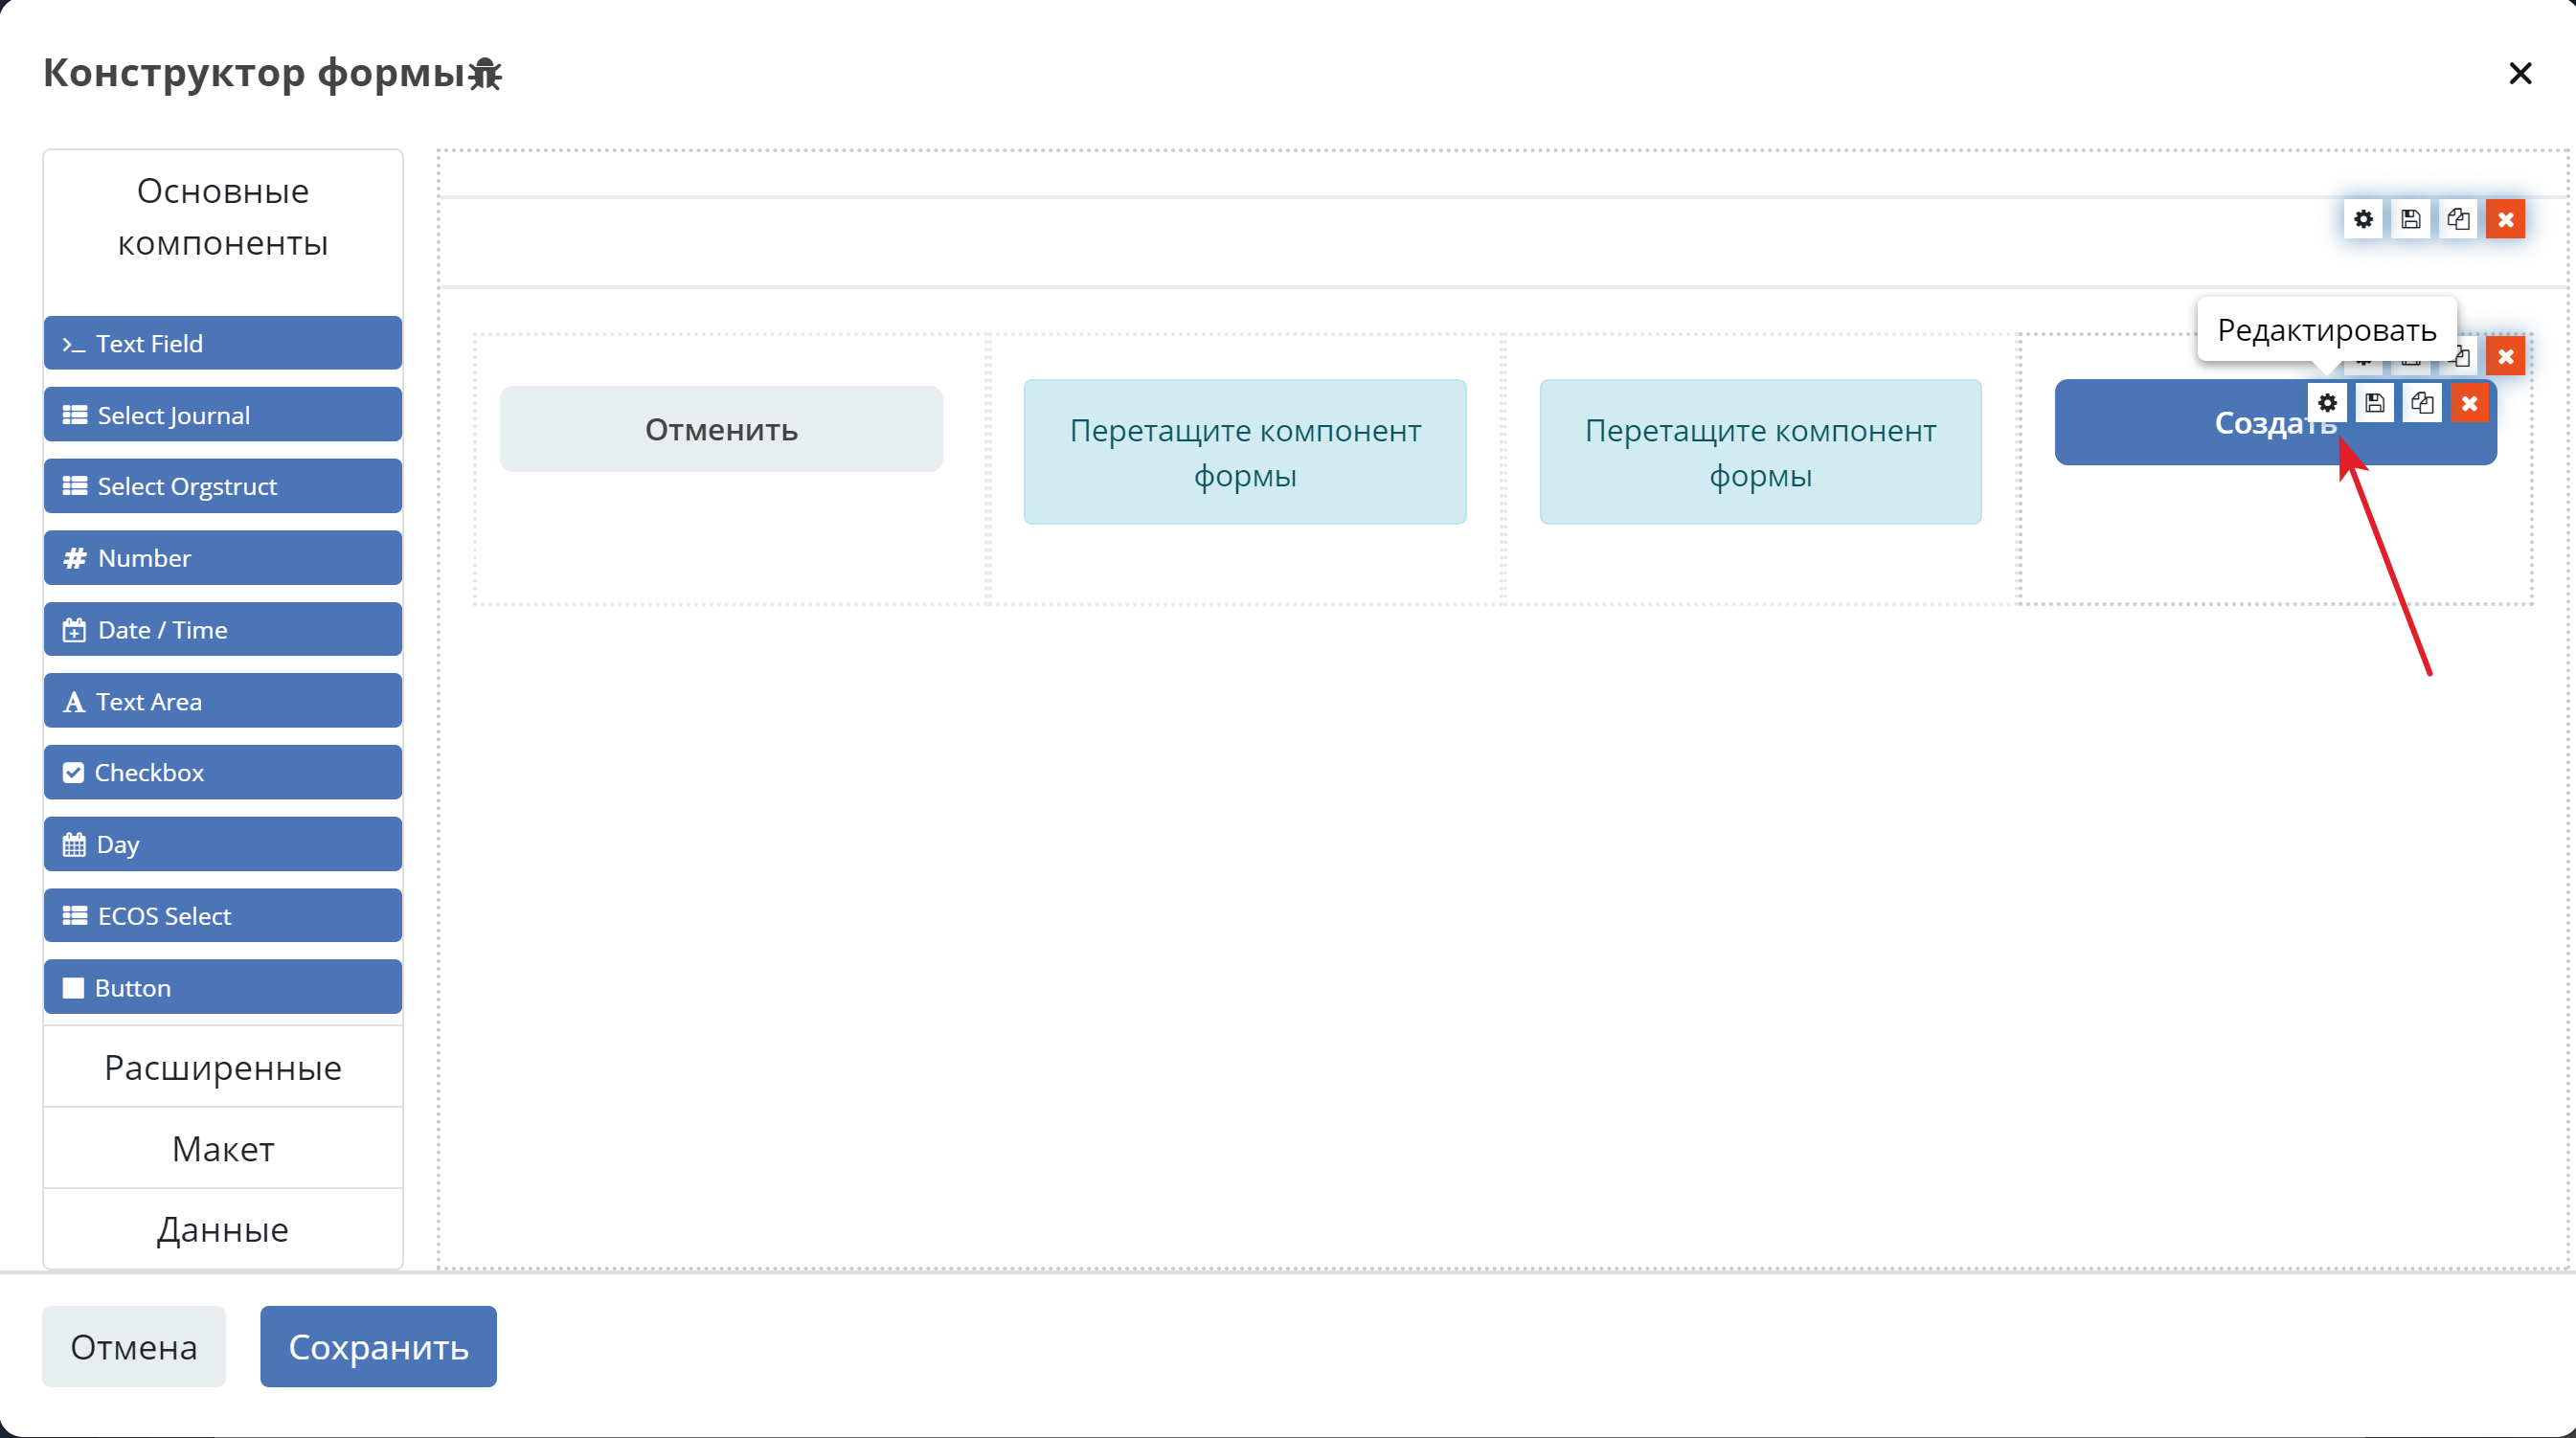 Конструктор формы
Основные
компоненты
Text Field
Select Journal
Select Orgstruct
Number
Date / Time
Text Area
Checkbox
Day
ECOS Select
Button
Расширенные
Макет
Данные
Редактировать
Отменить
Перетащите компонент
формы
Перетащите компонент
формы
Создать
Отмена
Сохранить